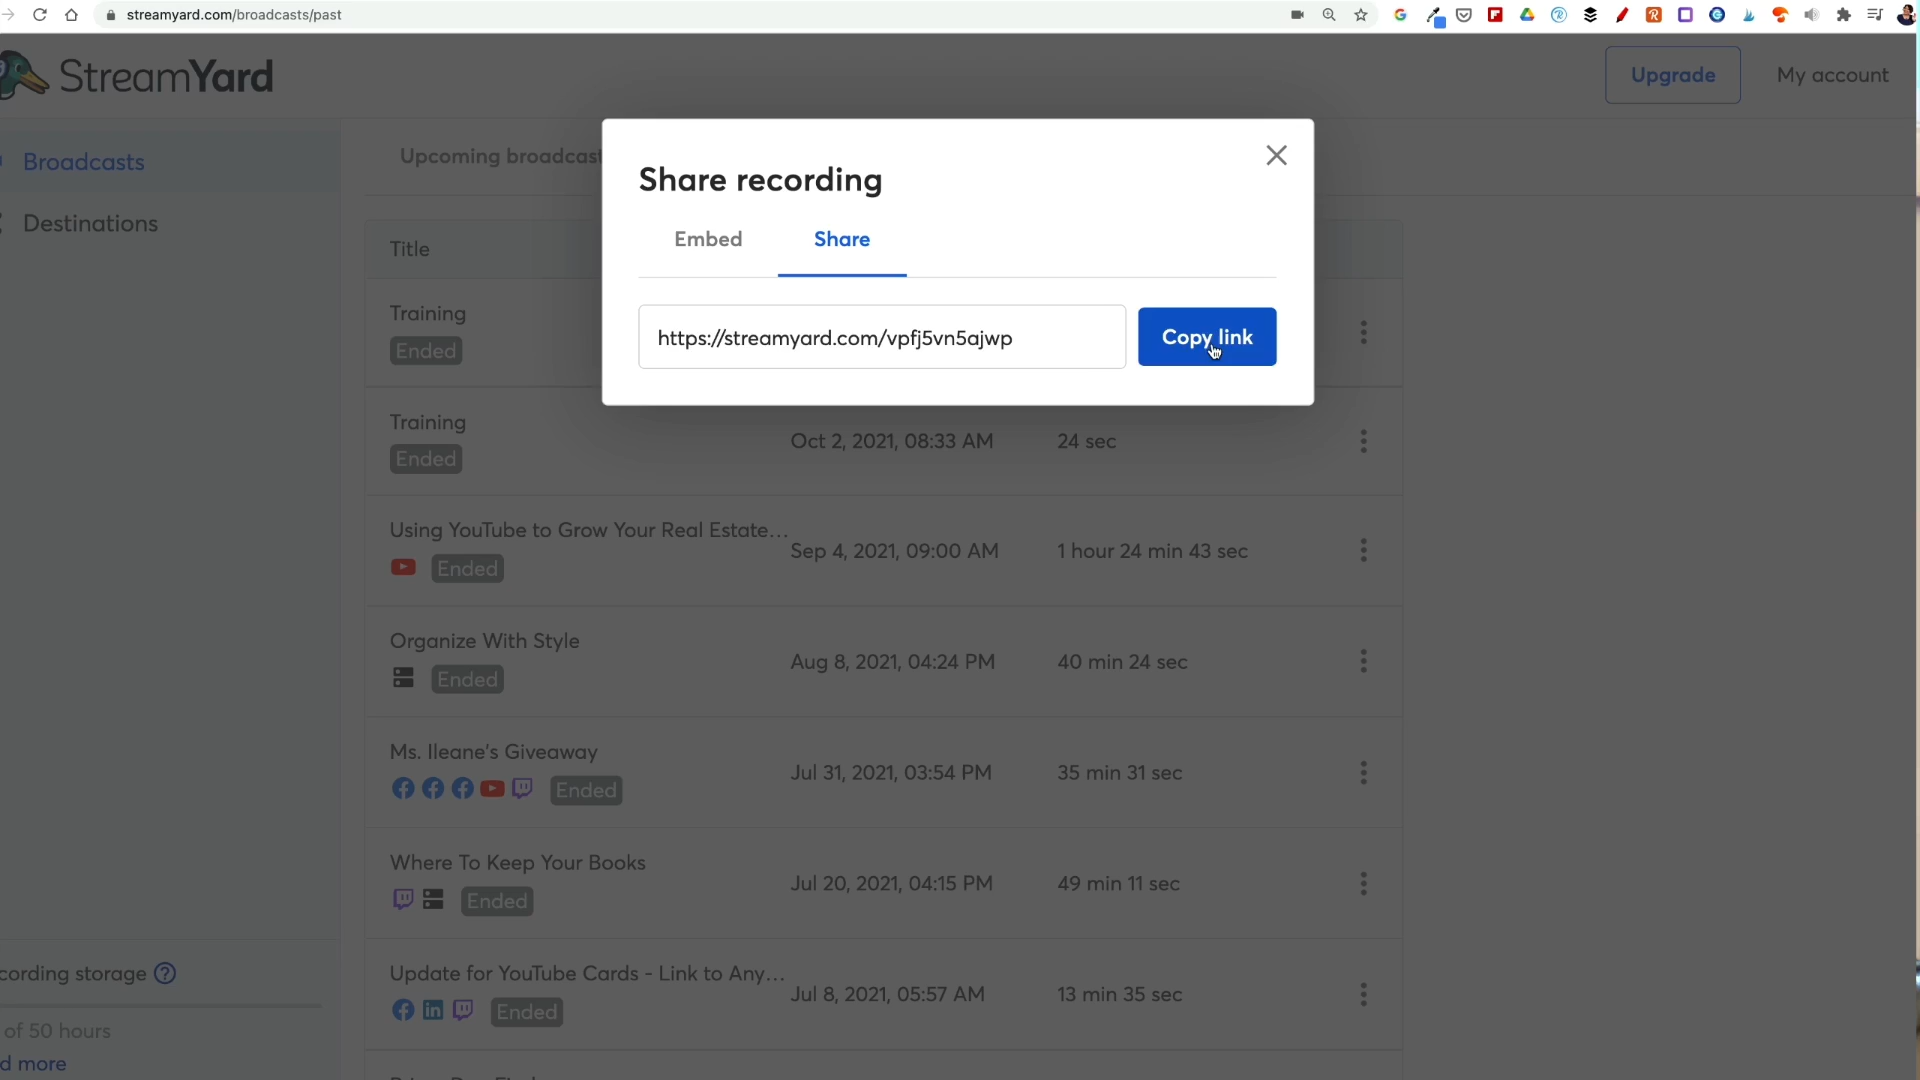 streamyard.com/broadcasts/past
StreamYard
Upgrade
My account
Broadcasts
Destinations
Upcoming broadcast
Share recording
Embed
Share
https://streamyard.com/vpfj5vn5ajwp
Copy link
Title
Training
Ended
Training
Ended
Oct 2, 2021, 08:33 AM
24 sec
Using YouTube to Grow Your Real Estate...
Ended
Sep 4, 2021, 09:00 AM
1 hour 24 min 43 sec
Organize With Style
Ended
Aug 8, 2021, 04:24 PM
40 min 24 sec
Ms. Ileane's Giveaway
Ended
Jul 31, 2021, 03:54 PM
35 min 31 sec
Where To Keep Your Books
Ended
Jul 20, 2021, 04:15 PM
49 min 11 sec
Update for YouTube Cards - Link to Any...
Ended
Jul 8, 2021, 05:57 AM
13 min 35 sec
cording storage
of 50 hours
d more